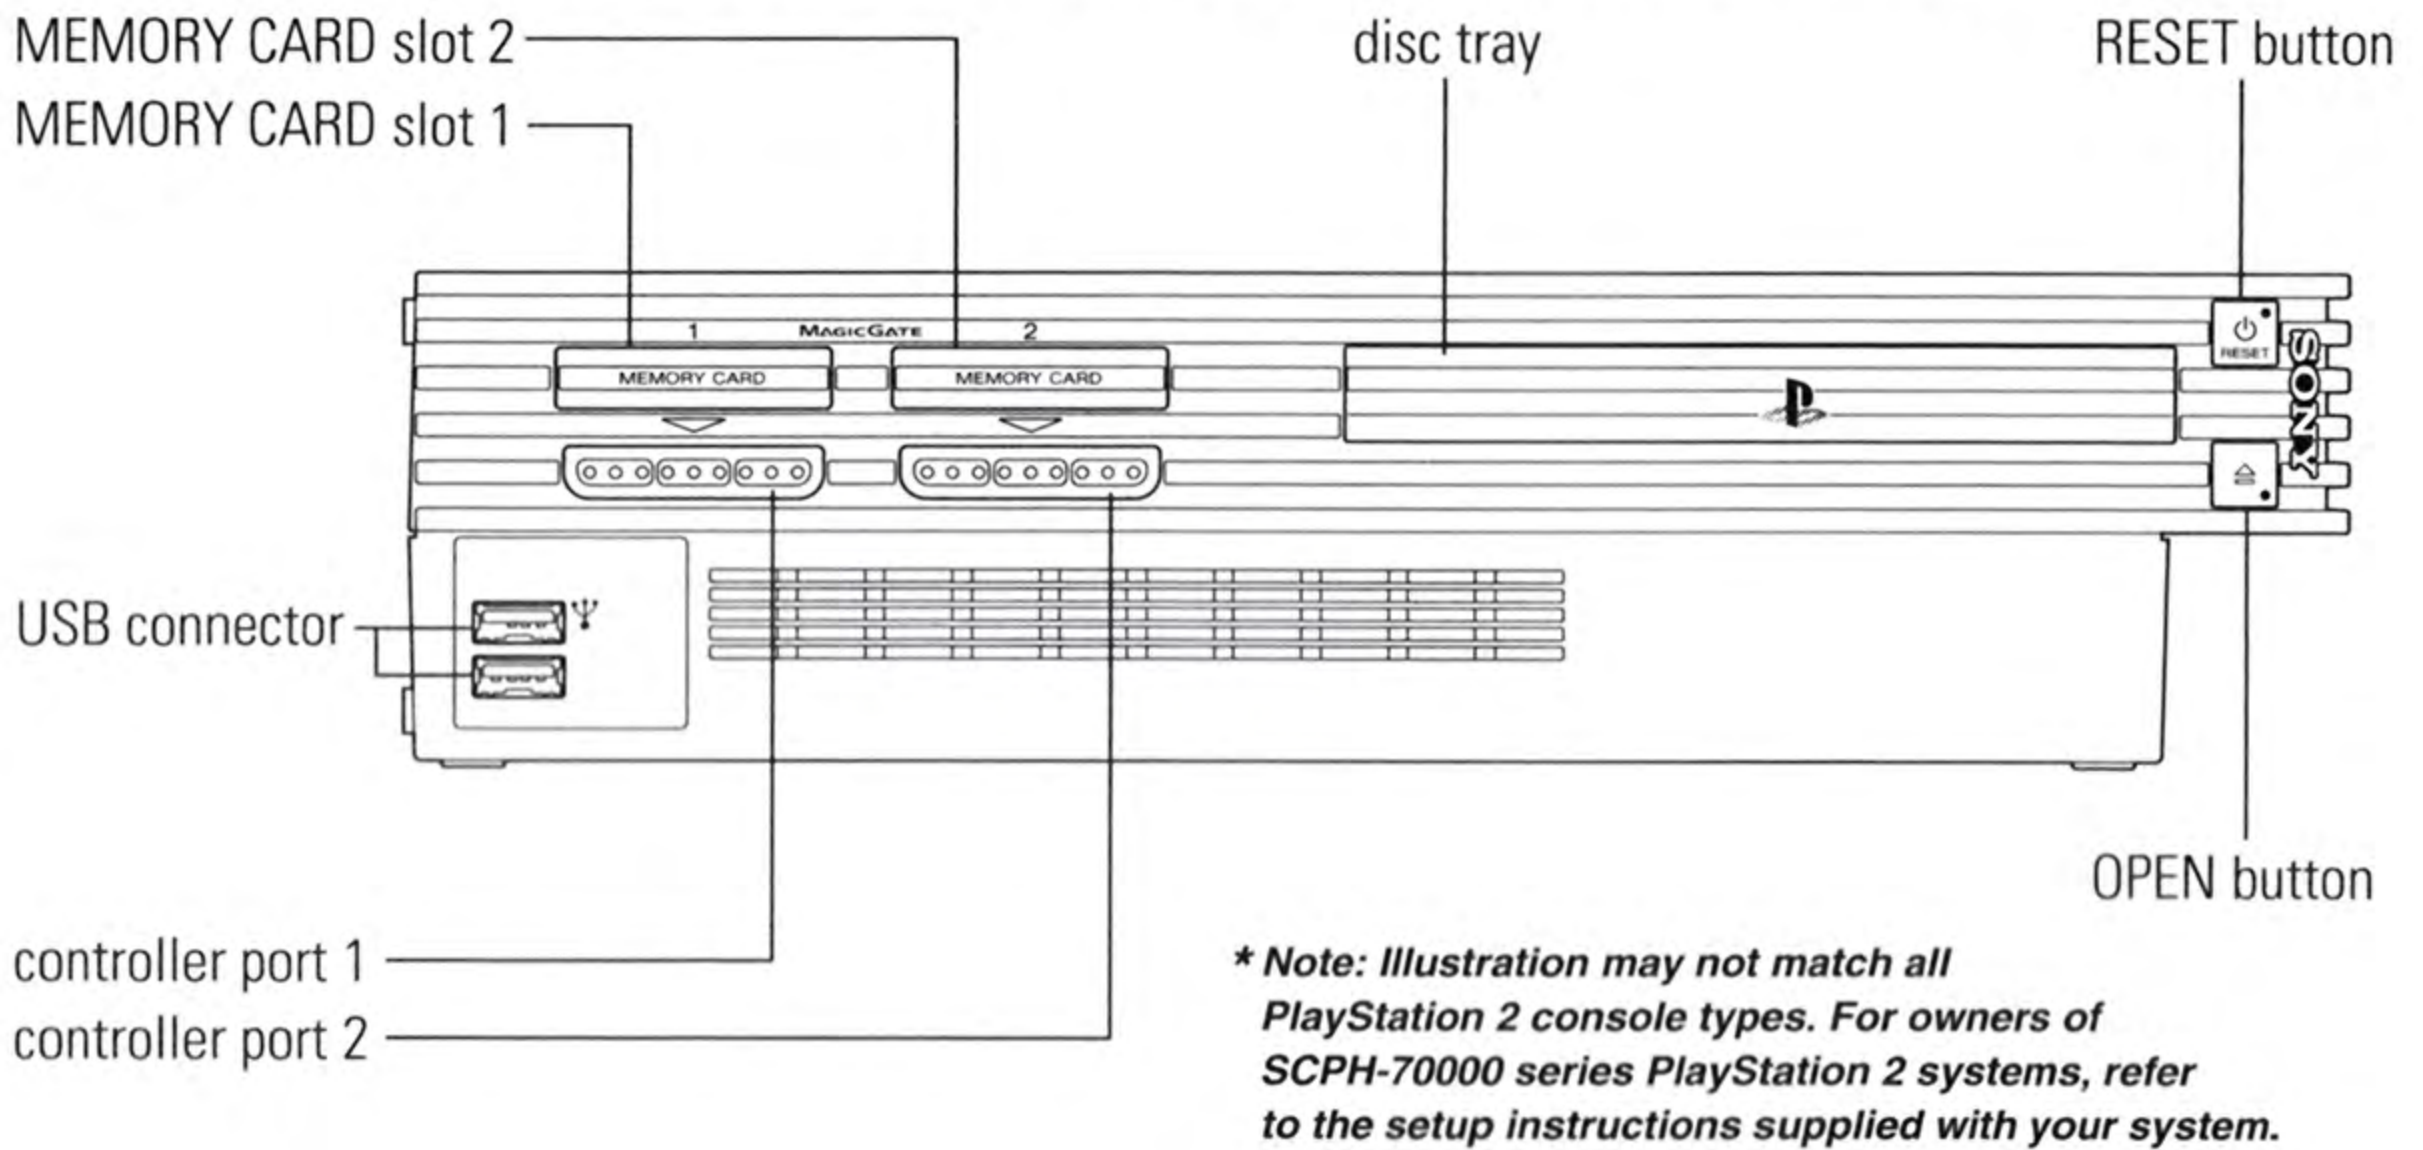 MEMORY CARD slot 2
MEMORY CARD slot 1
disc tray
RESET button
1
MAGICGATE
2
MEMORY CARD
MEMORY CARD
RESET
SONY
USB connector
OPEN button
controller port 1
controller port 2
* Note: Illustration may not match all
PlayStation 2 console types. For owners of
SCPH-70000 series PlayStation 2 systems, refer
to the setup instructions supplied with your system.